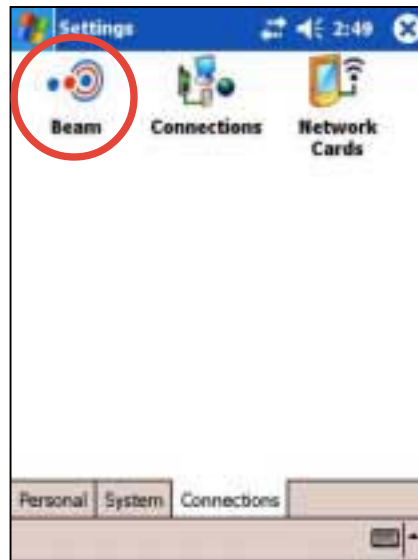 Settings 2:49
Beam Connections Network Cards
Personal System Connections